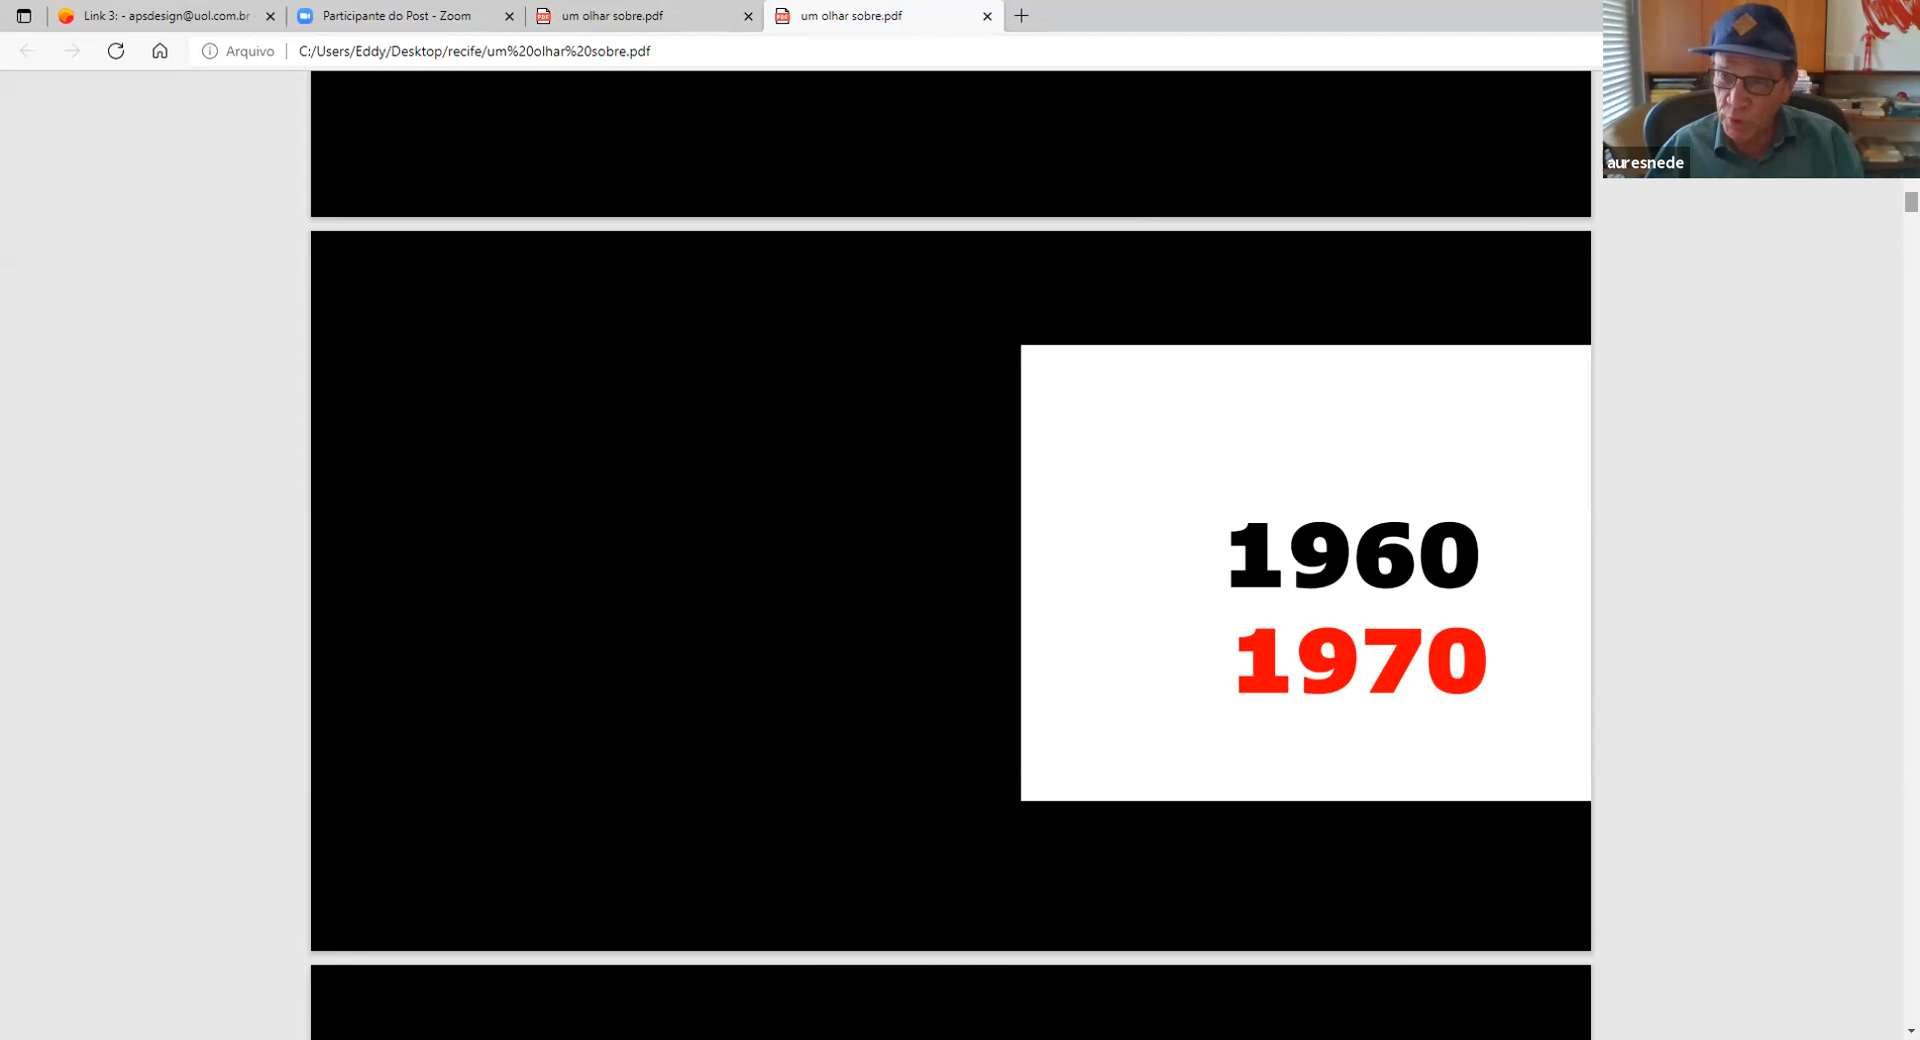 Link 3: - apsdesign@uol.com.br
Participante do Post - Zoom
um olhar sobre.pdf
um olhar sobre.pdf
Arquivo
C:/Users/Eddy/Desktop/recife/um%20olhar%20sobre.pdf
auresnede
1960
1970